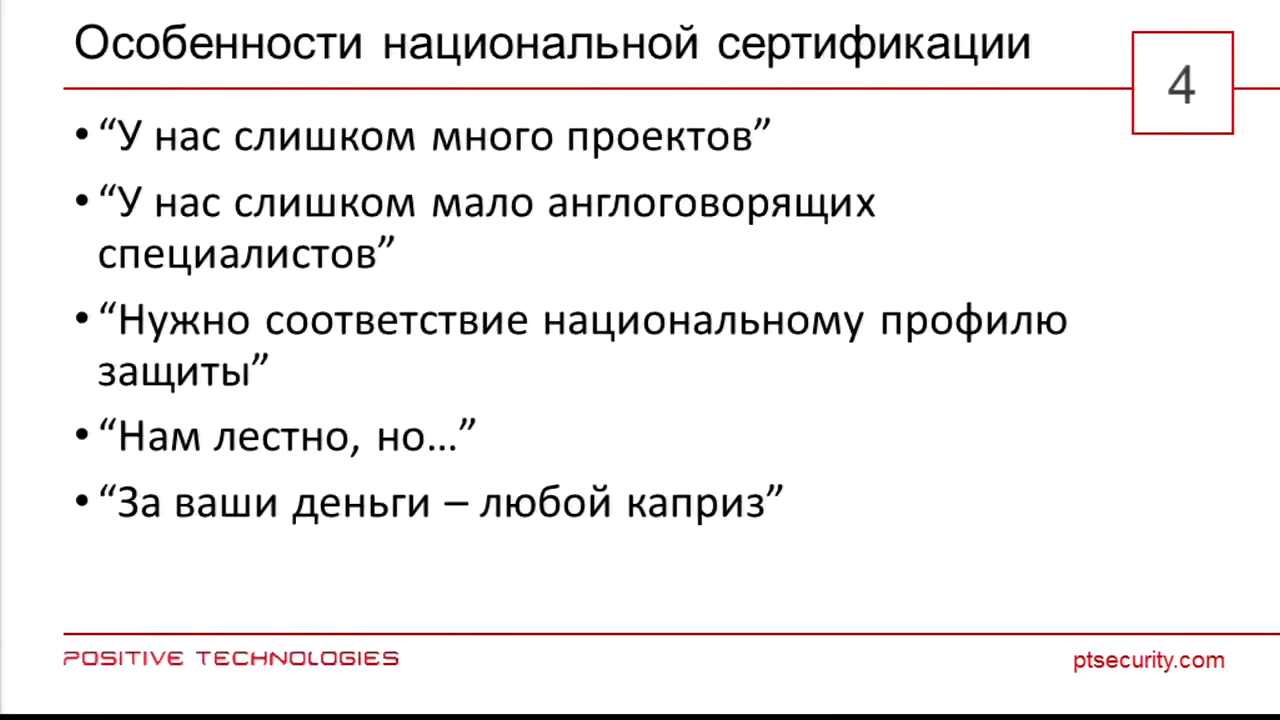 Особенности национальной сертификации
4
• “У нас слишком много проектов”
• “У нас слишком мало англоговорящих
специалистов”
• “Нужно соответствие национальному профилю
защиты”
• “Нам лестно, но…”
• “За ваши деньги – любой каприз”
POSITIVE TECHNOLOGIES
ptsecurity.com